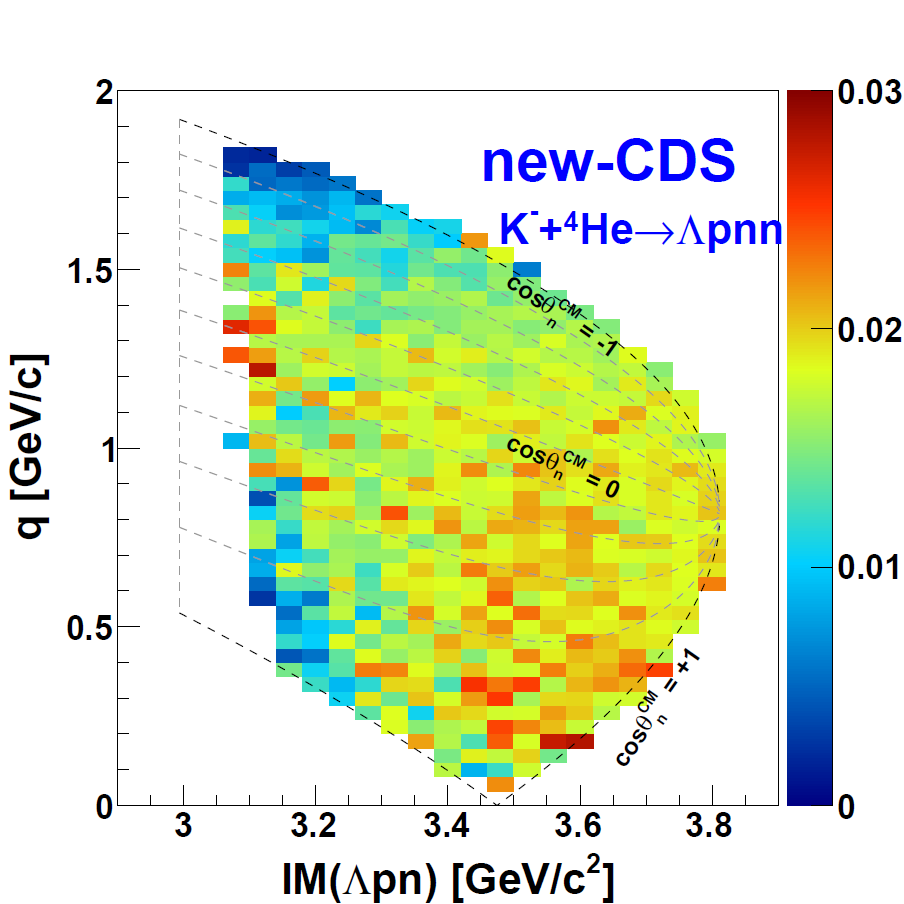 new-CDS
K⁻+⁴He→Λpnn
cosθₙᶜᴹ = -1
cosθₙᶜᴹ = 0
cosθₙᶜᴹ = +1
q [GeV/c]
2
1.5
1
0.5
0
3
3.2
3.4
3.6
3.8
IM(Λpn) [GeV/c²]
0.03
0.02
0.01
0